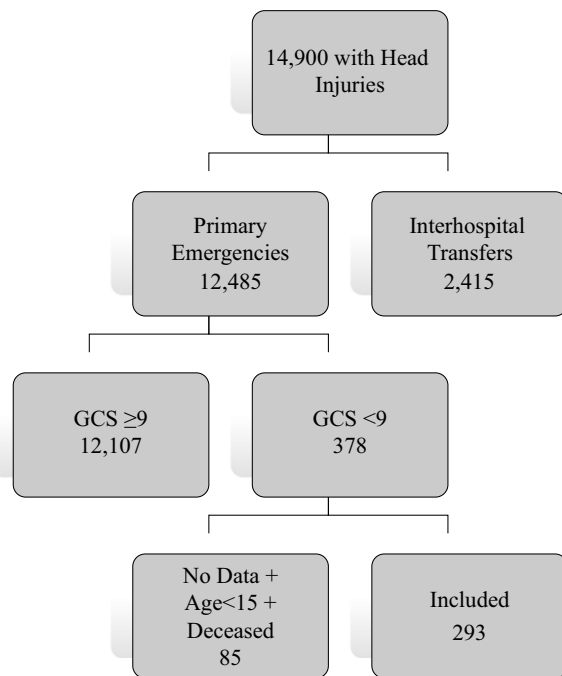 14,900 with Head
Injuries
Primary
Emergencies
12,485
Interhospital
Transfers
2,415
GCS ≥9
12,107
GCS <9
378
No Data +
Age<15 +
Deceased
85
Included
293